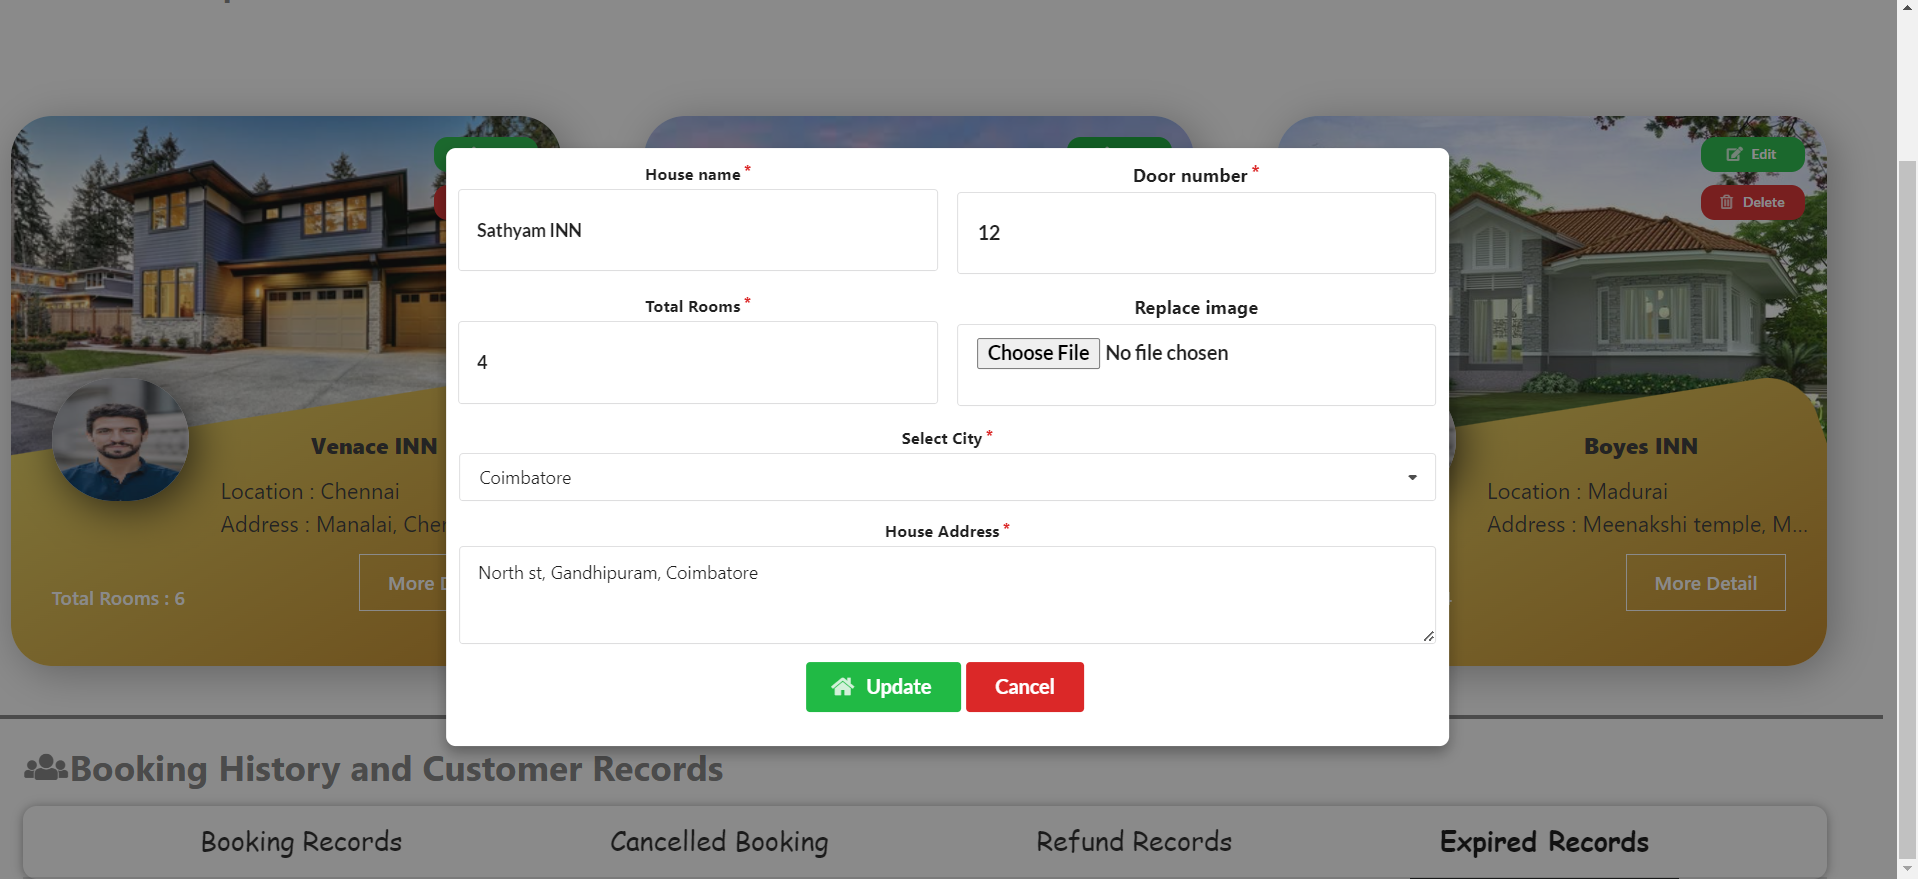 Edit
Delete
House name *
Door number *
Sathyam INN
12
Total Rooms *
Replace image
4
Choose File No file chosen
Select City *
Coimbatore
House Address *
North st, Gandhipuram, Coimbatore
Update
Cancel
Venace INN
Location : Chennai
Address : Manalai,
Total Rooms : 6
More
Boyes INN
Location : Madurai
Address : Meenakshi temple, M...
More Detail
Booking History and Customer Records
Booking Records
Cancelled Booking
Refund Records
Expired Records